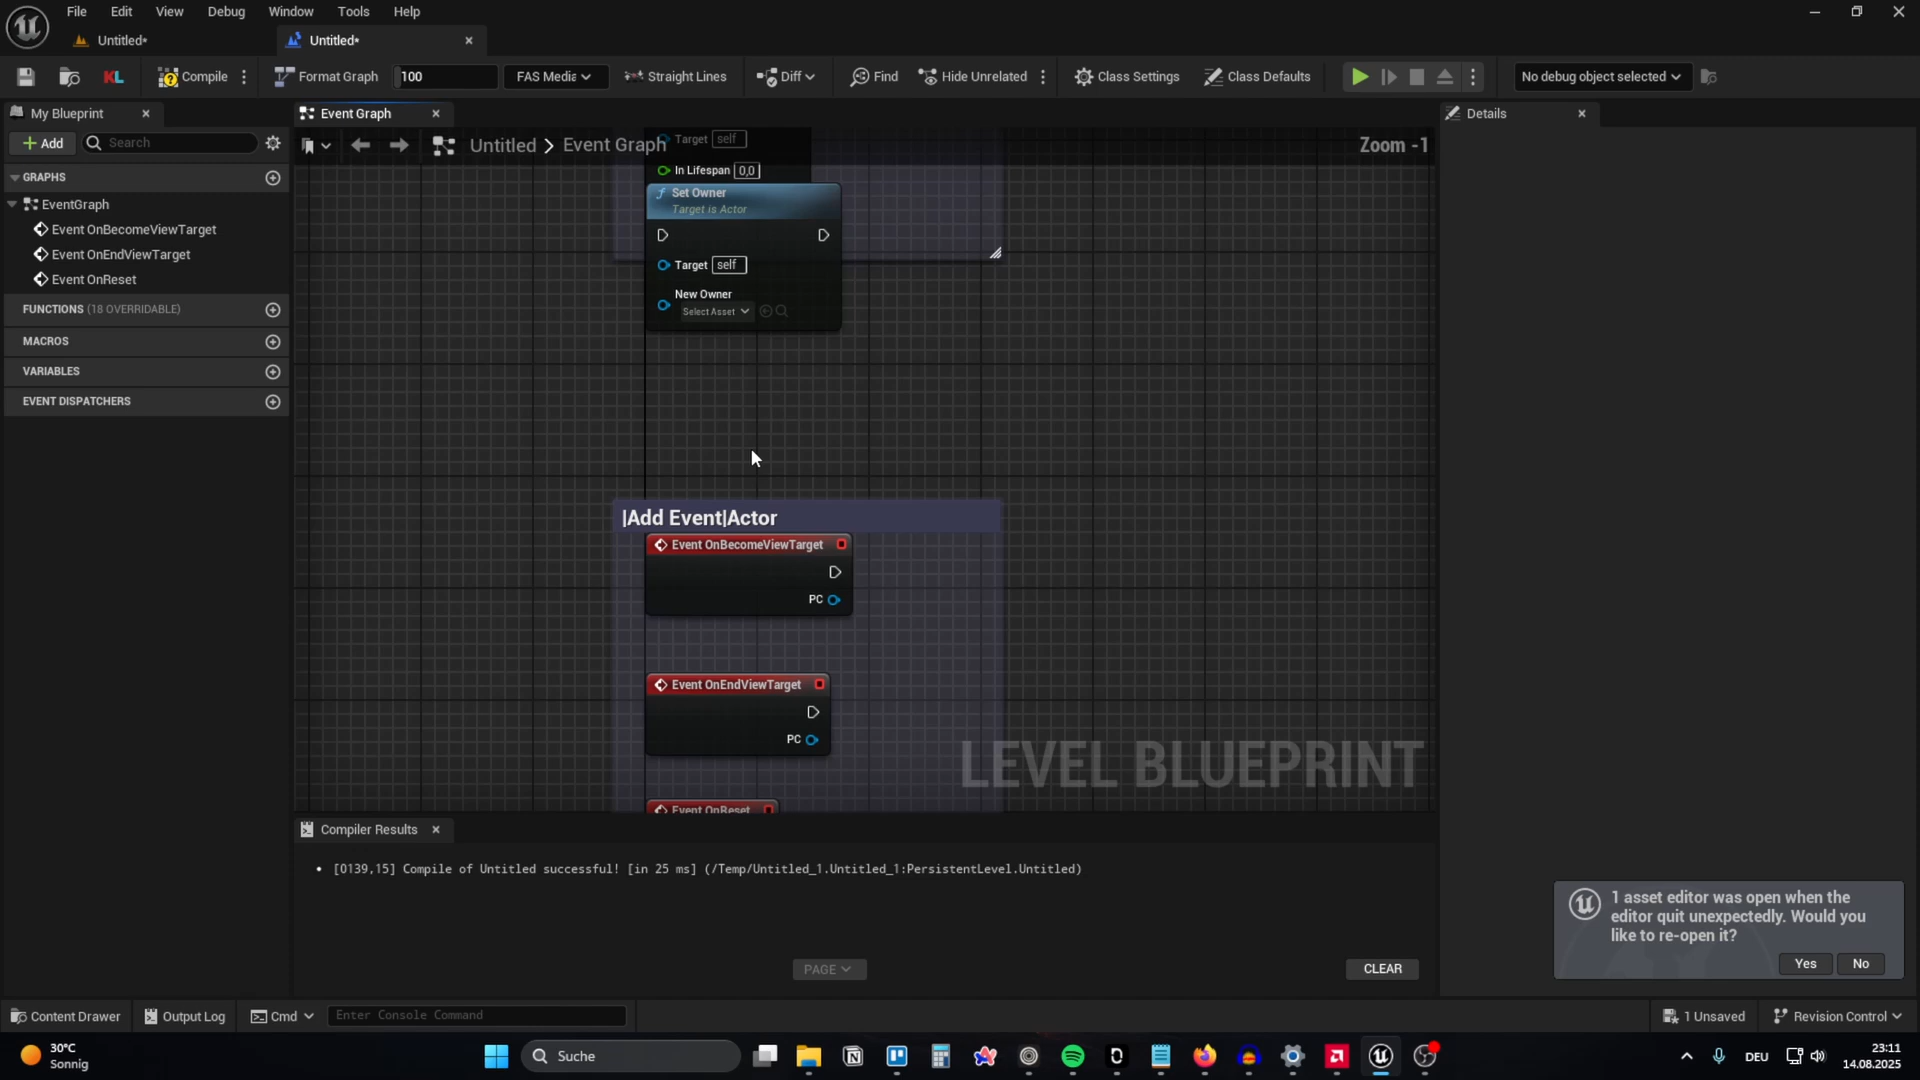 File Edit View Debug Window Tools Help
Untitled* Untitled*
KL Compile Format Graph 100 FAS Media Straight Lines Diff Find Hide Unrelated Class Settings Class Defaults No debug object selected
My Blueprint
Event Graph
Details
Add Search
Untitled > Event Graph
Zoom -1
GRAPHS
EventGraph
Event OnBecomeViewTarget
Event OnEndViewTarget
Event OnReset
FUNCTIONS (18 OVERRIDABLE)
MACROS
VARIABLES
EVENT DISPATCHERS
Target self
In Lifespan 0,0
f Set Owner
Target is Actor
Target self
New Owner
Select Asset
|Add Event|Actor
Event OnBecomeViewTarget
PC
Event OnEndViewTarget
PC
Event OnReset
LEVEL BLUEPRINT
Compiler Results
• [0139,15] Compile of Untitled successful! [in 25 ms] (/Temp/Untitled_1.Untitled_1:PersistentLevel.Untitled)
PAGE
CLEAR
1 asset editor was open when the
editor quit unexpectedly. Would you
like to re-open it?
Yes No
Content Drawer Output Log Cmd Enter Console Command 1 Unsaved Revision Control
30°C
Sonnig
Suche
DEU
23:11
14.08.2025